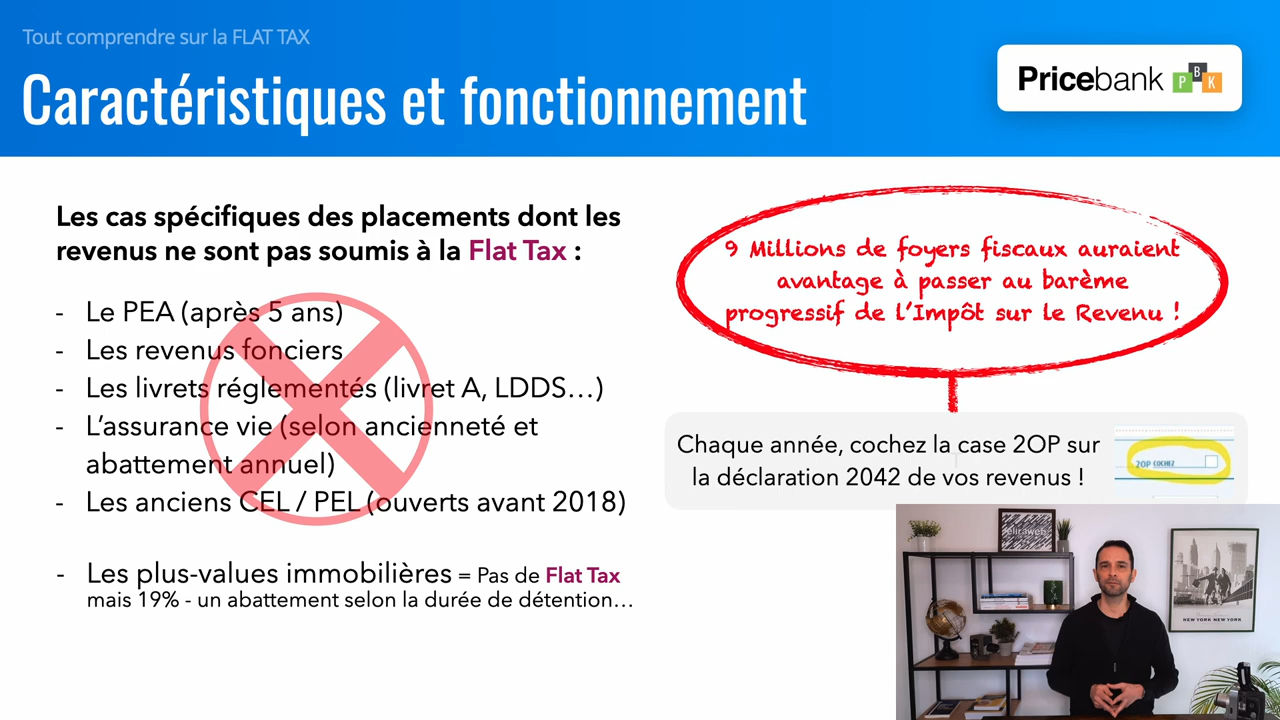 Tout comprendre sur la FLAT TAX
Caractéristiques et fonctionnement
Pricebank PBK
Les cas spécifiques des placements dont les
revenus ne sont pas soumis à la Flat Tax :
- Le PEA (après 5 ans)
- Les revenus fonciers
- Les livrets réglementés (livret A, LDDS…)
- L’assurance vie (selon ancienneté et
abattement annuel)
- Les anciens CEL / PEL (ouverts avant 2018)
- Les plus-values immobilières = Pas de Flat Tax
mais 19% - un abattement selon la durée de détention…
9 Millions de foyers fiscaux auraient
avantage à passer au barème
progressif de l’Impôt sur le Revenu !
Chaque année, cochez la case 2OP sur
la déclaration 2042 de vos revenus !
2OP COCHEZ
eliraweb
NEW YORK NEW YORK